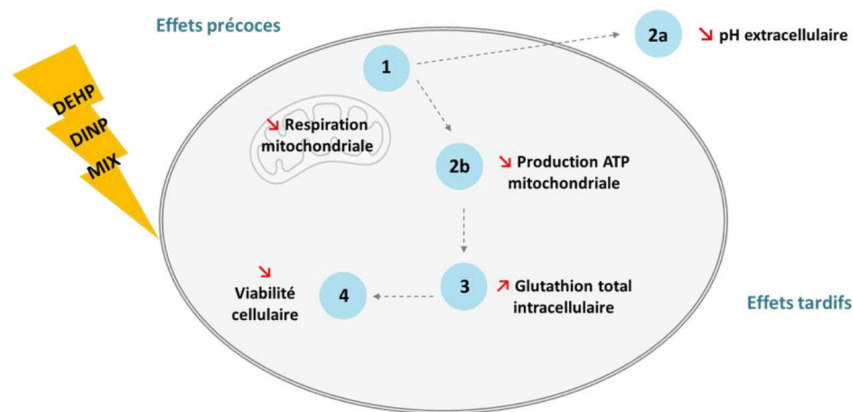 Effets précoces
2a
↘ pH extracellulaire
1
DEHP
DINP
MIX
↘ Respiration
mitochondriale
2b
↘ Production ATP
mitochondriale
↘
Viabilité
cellulaire
4
3
↗ Glutathion total
intracellulaire
Effets tardifs